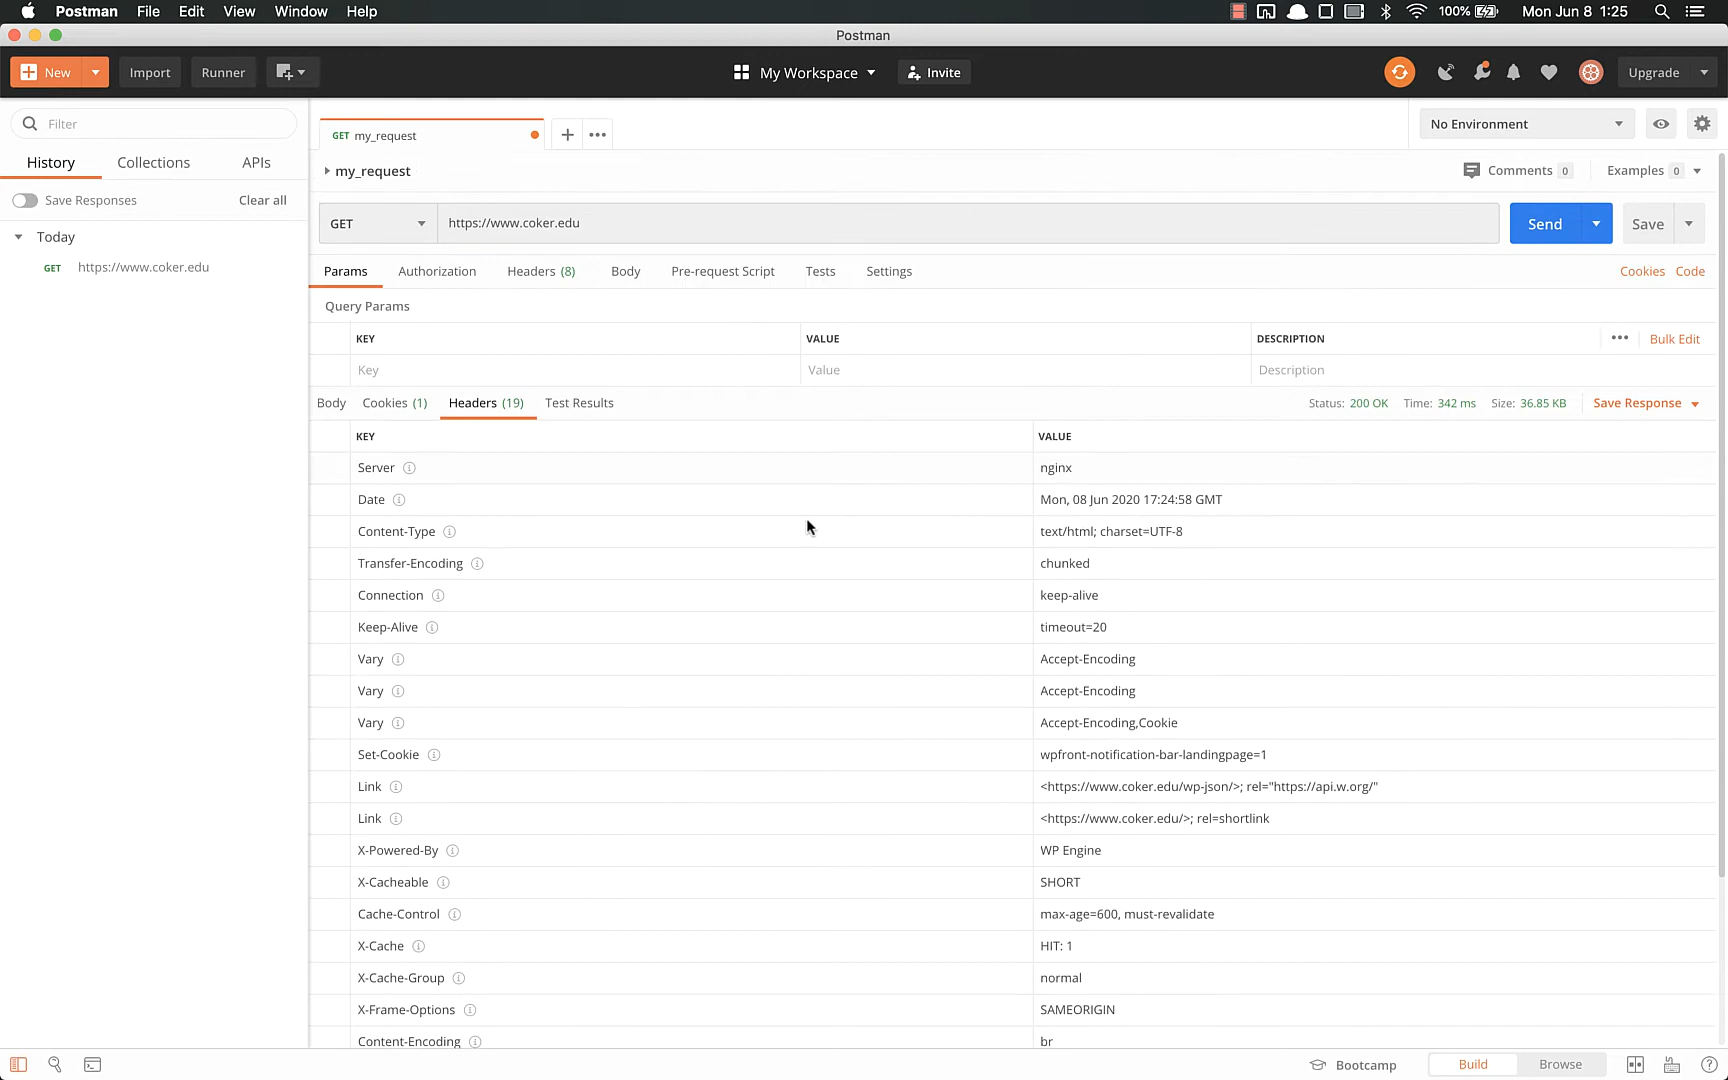 Postman File Edit View Window Help 100% Mon Jun 8 1:25
Postman
New Import Runner My Workspace Invite Upgrade
Filter
History Collections APIs
Save Responses Clear all
Today
GET https://www.coker.edu
GET my_request No Environment
my_request Comments 0 Examples 0
GET https://www.coker.edu Send Save
Params Authorization Headers (8) Body Pre-request Script Tests Settings Cookies Code
Query Params
KEY VALUE DESCRIPTION Bulk Edit
Key Value Description
Body Cookies (1) Headers (19) Test Results Status: 200 OK Time: 342 ms Size: 36.85 KB Save Response
KEY VALUE
Server nginx
Date Mon, 08 Jun 2020 17:24:58 GMT
Content-Type text/html; charset=UTF-8
Transfer-Encoding chunked
Connection keep-alive
Keep-Alive timeout=20
Vary Accept-Encoding
Vary Accept-Encoding
Vary Accept-Encoding,Cookie
Set-Cookie wpfront-notification-bar-landingpage=1
Link <https://www.coker.edu/wp-json/>; rel="https://api.w.org/"
Link <https://www.coker.edu/>; rel=shortlink
X-Powered-By WP Engine
X-Cacheable SHORT
Cache-Control max-age=600, must-revalidate
X-Cache HIT: 1
X-Cache-Group normal
X-Frame-Options SAMEORIGIN
Content-Encoding br
Bootcamp Build Browse